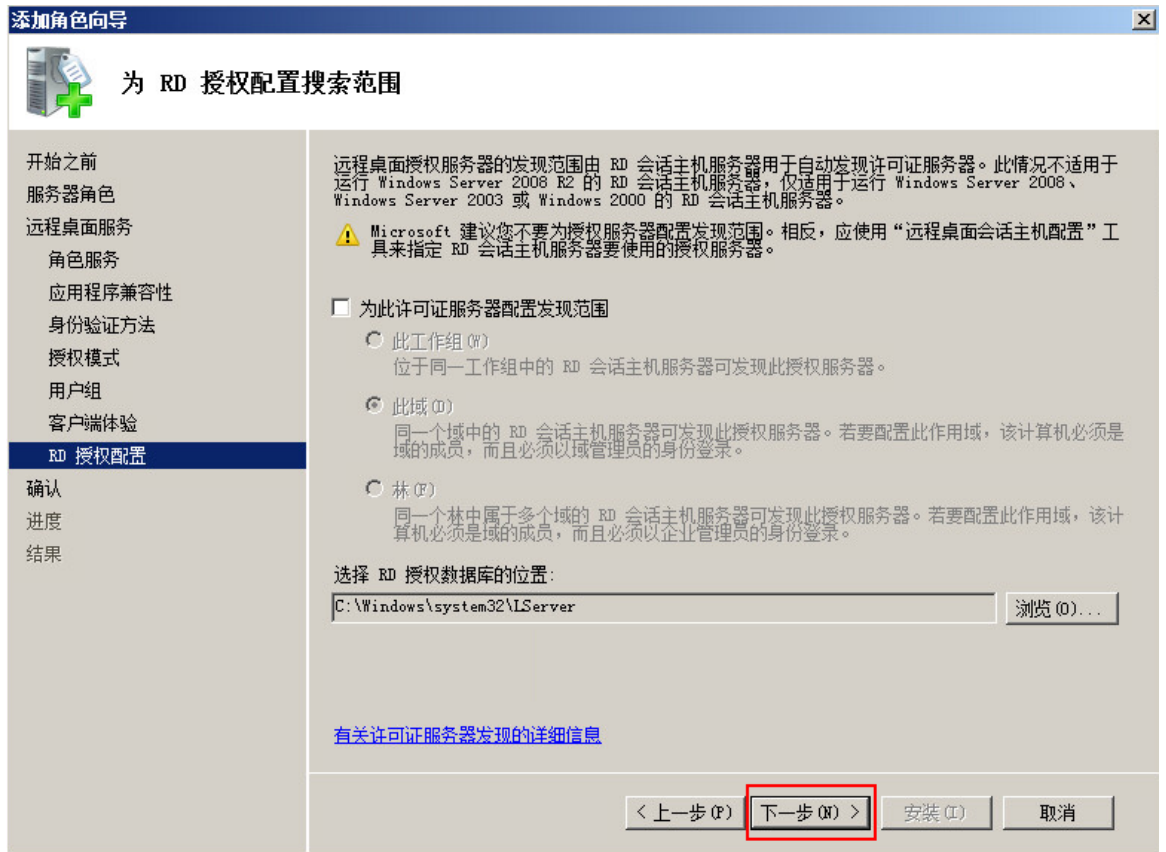 添加角色向导
为 RD 授权配置搜索范围
开始之前
服务器角色
远程桌面服务
角色服务
应用程序兼容性
身份验证方法
授权模式
用户组
客户端体验
RD 授权配置
确认
进度
结果
远程桌面授权服务器的发现范围由 RD 会话主机服务器用于自动发现许可证服务器。此情况不适用于
运行 Windows Server 2008 R2 的 RD 会话主机服务器，仅适用于运行 Windows Server 2008、
Windows Server 2003 或 Windows 2000 的 RD 会话主机服务器。
Microsoft 建议您不要为授权服务器配置发现范围。相反，应使用“远程桌面会话主机配置”工
具来指定 RD 会话主机服务器要使用的授权服务器。
为此许可证服务器配置发现范围
此工作组(W)
位于同一工作组中的 RD 会话主机服务器可发现此授权服务器。
此域(D)
同一个域中的 RD 会话主机服务器可发现此授权服务器。若要配置此作用域，该计算机必须是
域的成员，而且必须以域管理员的身份登录。
林(F)
同一个林中属于多个域的 RD 会话主机服务器可发现此授权服务器。若要配置此作用域，该计
算机必须是域的成员，而且必须以企业管理员的身份登录。
选择 RD 授权数据库的位置:
C:\Windows\system32\LServer
浏览(O)...
有关许可证服务器发现的详细信息
< 上一步(P)
下一步(N) >
安装(I)
取消